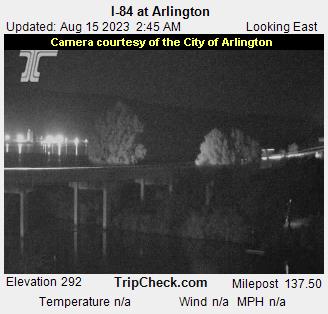 I-84 at Arlington
Updated: Aug 15 2023 2:45 AM Looking East
Camera courtesy of the City of Arlington
Elevation 292 TripCheck.com Milepost 137.50
Temperature n/a Wind n/a MPH n/a